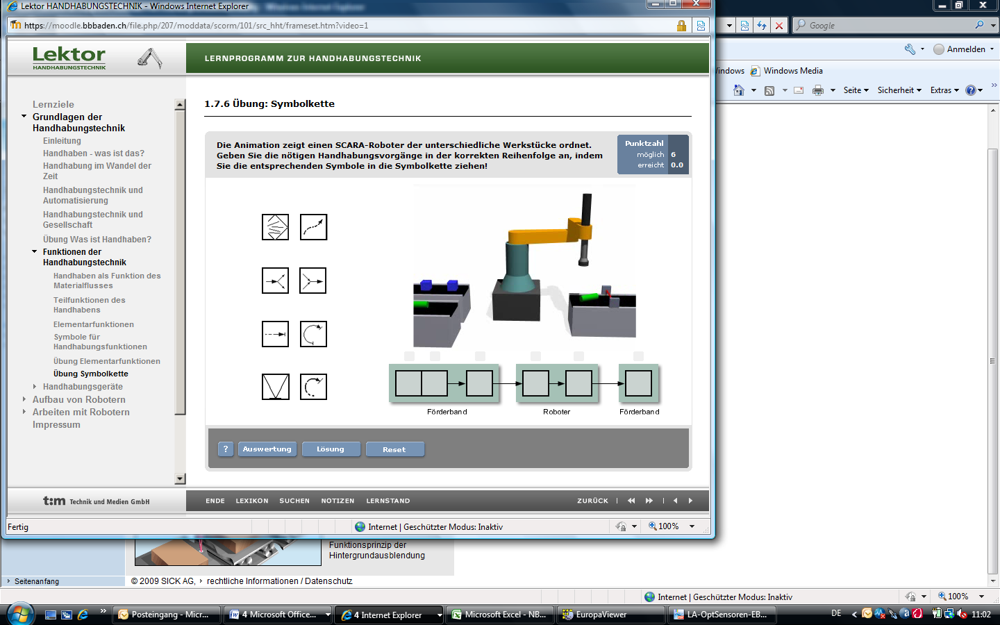 Lektor HANDHABUNGSTECHNIK - Windows Internet Explorer
https://moodle.bbbaden.ch/file.php/207/moddata/scorm/101/src_hht/frameset.htm?video=1
Google
Anmelden
Windows Media
Seite
Sicherheit
Extras
Lektor
HANDHABUNGSTECHNIK
LERNPROGRAMM ZUR HANDHABUNGSTECHNIK
Lernziele
Grundlagen der
Handhabungstechnik
Einleitung
Handhaben - was ist das?
Handhabung im Wandel der
Zeit
Handhabungstechnik und
Automatisierung
Handhabungstechnik und
Gesellschaft
Übung Was ist Handhaben?
Funktionen der
Handhabungstechnik
Handhaben als Funktion des
Materialflusses
Teilfunktionen des
Handhabens
Elementarfunktionen
Symbole für
Handhabungsfunktionen
Übung Elementarfunktionen
Übung Symbolkette
Handhabungsgeräte
Aufbau von Robotern
Arbeiten mit Robotern
Impressum
1.7.6 Übung: Symbolkette
Die Animation zeigt einen SCARA-Roboter der unterschiedliche Werkstücke ordnet.
Geben Sie die nötigen Handhabungsvorgänge in der korrekten Reihenfolge an, indem
Sie die entsprechenden Symbole in die Symbolkette ziehen!
Punktzahl
möglich 6
erreicht 0.0
Förderband
Roboter
Förderband
?
Auswertung
Lösung
Reset
t:m Technik und Medien GmbH
ENDE LEXIKON SUCHEN NOTIZEN LERNSTAND
ZURÜCK
Fertig
Internet | Geschützter Modus: Inaktiv
100%
Funktionsprinzip der
Hintergrundausblendung
Seitenanfang
© 2009 SICK AG, rechtliche Informationen / Datenschutz
Internet | Geschützter Modus: Inaktiv
100%
Posteingang - Micr...
4 Microsoft Office...
4 Internet Explorer
Microsoft Excel - NB...
EuropaViewer
LA-OptSensoren-EB...
DE
11:02